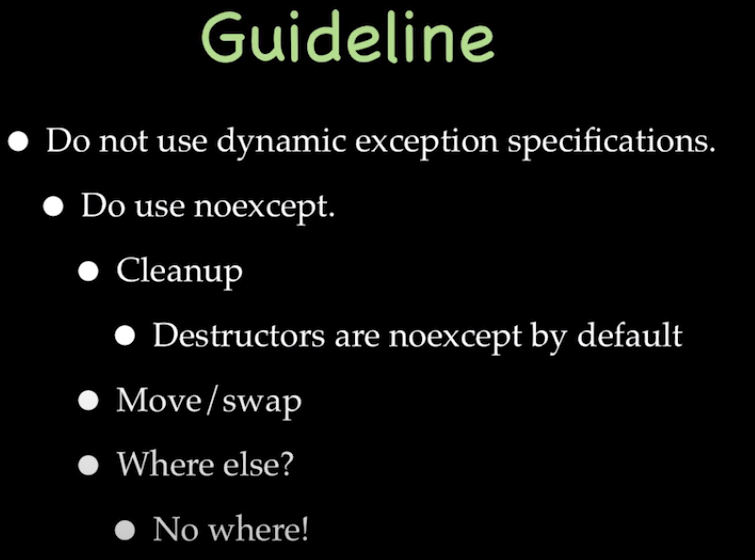 Guideline
Do not use dynamic exception specifications.
Do use noexcept.
Cleanup
Destructors are noexcept by default
Move/swap
Where else?
No where!